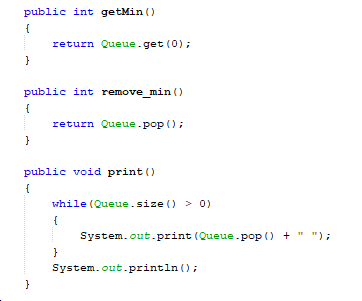 public int getMin()
{
    return Queue.get(0);
}
public int remove_min()
{
    return Queue.pop();
}
public void print()
{
    while(Queue.size() > 0)
    {
        System.out.print(Queue.pop() + " ");
    }
    System.out.println();
}